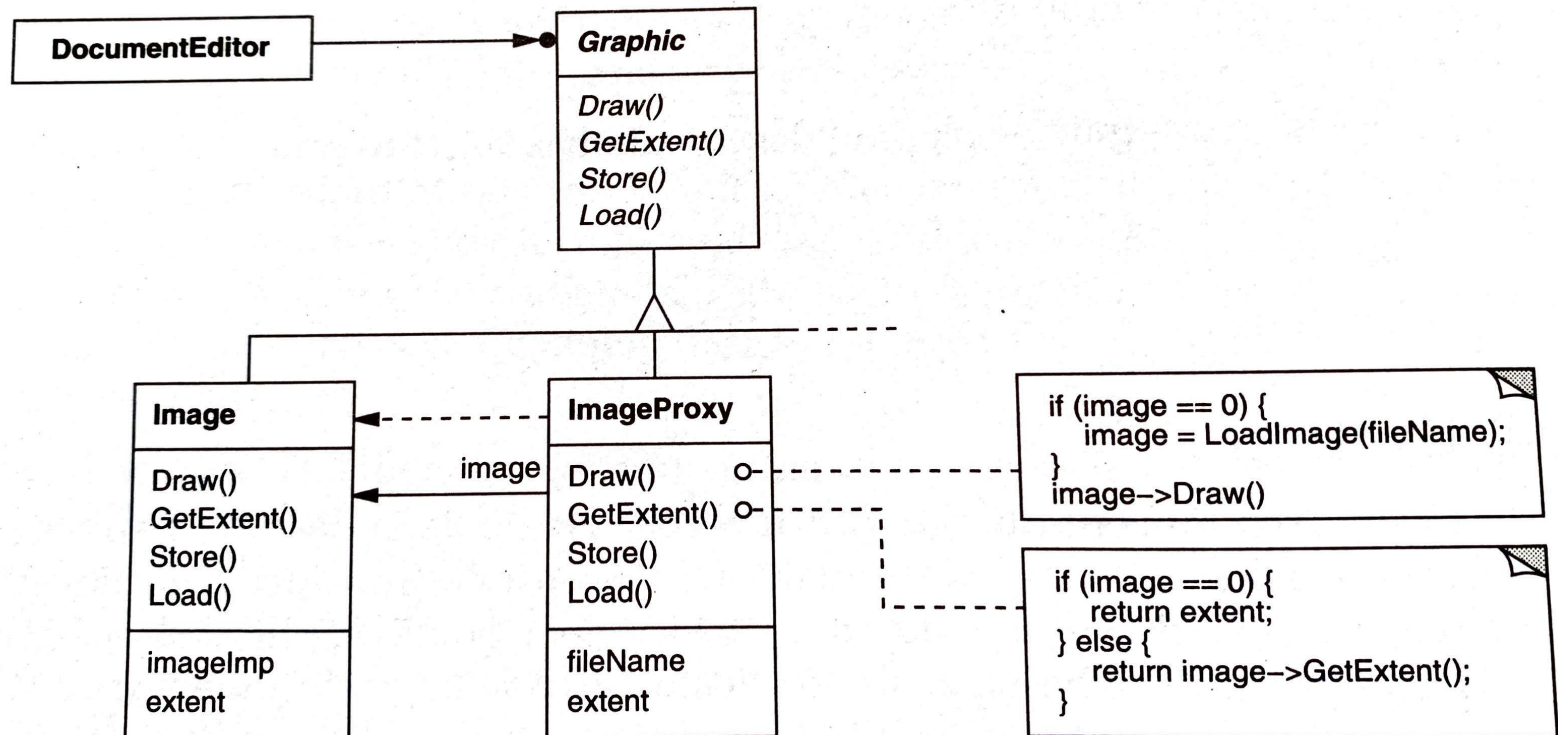 DocumentEditor
Graphic
Draw()
GetExtent()
Store()
Load()
Image
Draw()
GetExtent()
Store()
Load()
imageImp
extent
image
ImageProxy
Draw()
GetExtent()
Store()
Load()
fileName
extent
if (image == 0) {
image = LoadImage(fileName);
}
image–>Draw()
if (image == 0) {
return extent;
} else {
return image–>GetExtent();
}